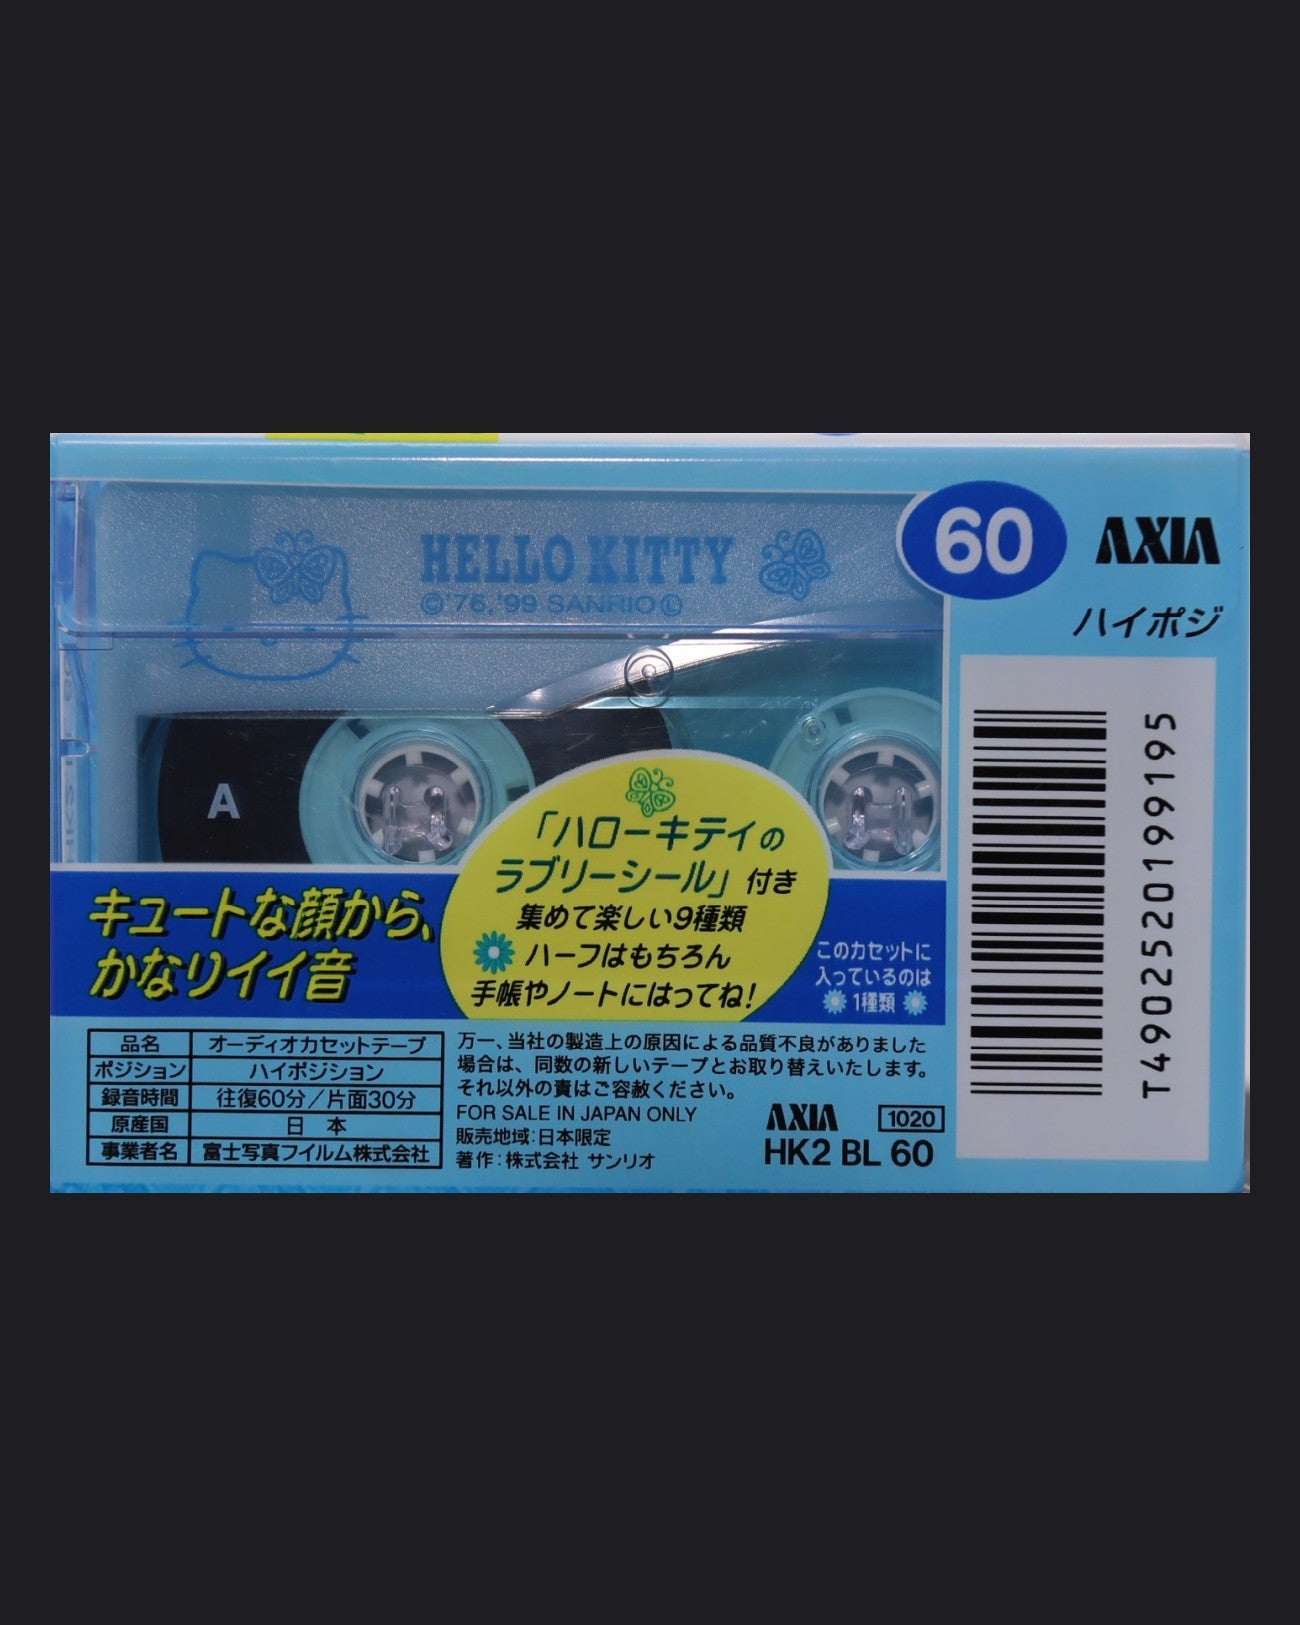 HELLO KITTY
©'76,'99 SANRIO Ⓛ
60
AXIA
ハイポジ
A
「ハローキティの
ラブリーシール」付き
集めて楽しい9種類
ハーフはもちろん
手帳やノートにはってね!
キュートな顔から、
かなりイイ音
このカセットに
入っているのは
1種類
品名 オーディオカセットテープ
ポジション ハイポジション
録音時間 往復60分/片面30分
原産国 日 本
事業者名 富士写真フイルム株式会社
万一、当社の製造上の原因による品質不良がありました
場合は、同数の新しいテープとお取り替えいたします。
それ以外の責はご容赦ください。
FOR SALE IN JAPAN ONLY
販売地域:日本限定
著作:株式会社 サンリオ
AXIA 1020
HK2 BL 60
T4902520199195